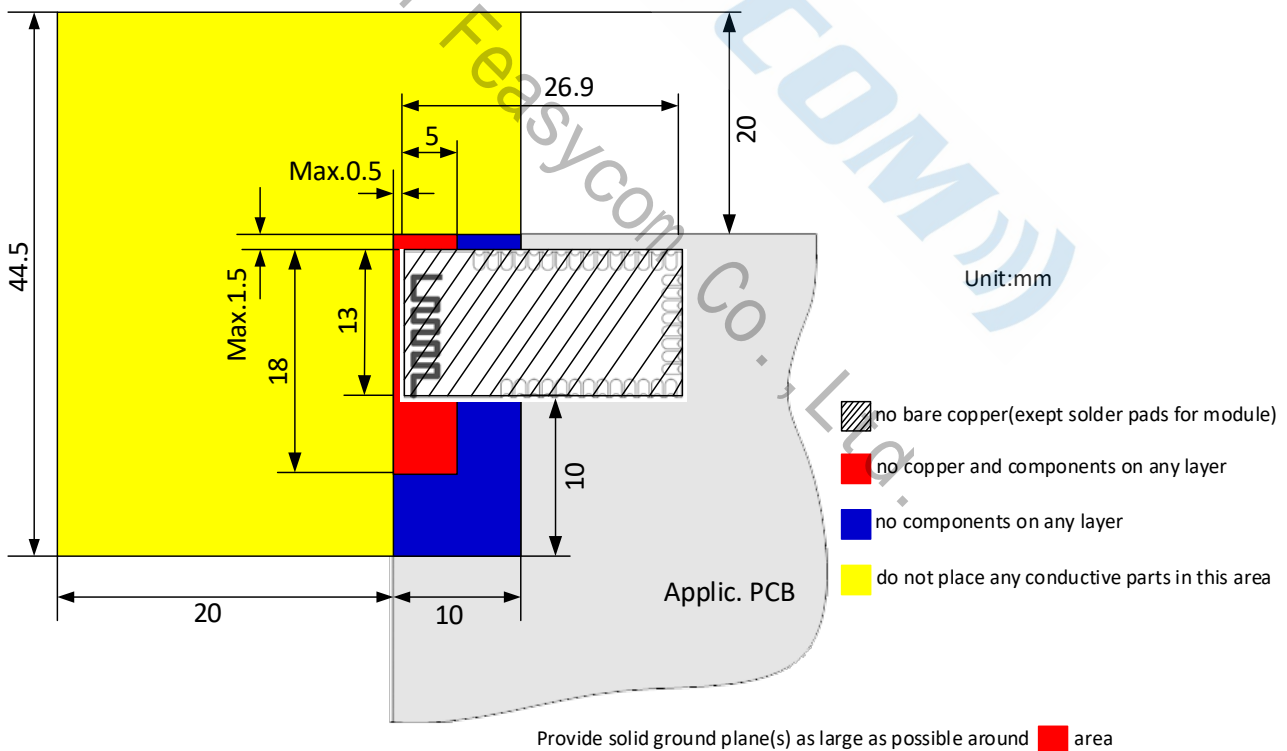 26.9
20
5
Max.0.5
44.5
Max.1.5
13
18
Unit:mm
no bare copper(exept solder pads for module)
no copper and components on any layer
10
no components on any layer
do not place any conductive parts in this area
Applic. PCB
20
10
Provide solid ground plane(s) as large as possible around area
Feasycom Co., Ltd.
COM